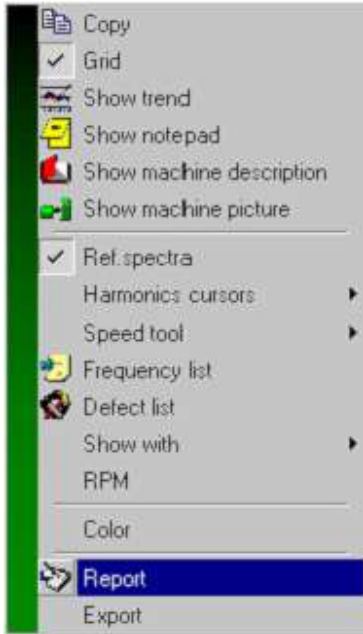 Copy
Grid
Show trend
Show notepad
Show machine description
Show machine picture
Ref.spectra
Harmonics cursors
Speed tool
Frequency list
Defect list
Show with
RPM
Color
Report
Export